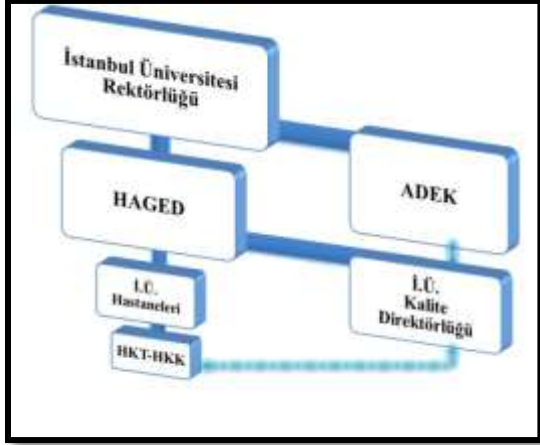 İstanbul Üniversitesi
Rektörlüğü
HAGED
ADEK
İ.Ü.
Hastaneleri
İ.Ü.
Kalite
Direktörlüğü
HKT-HKK